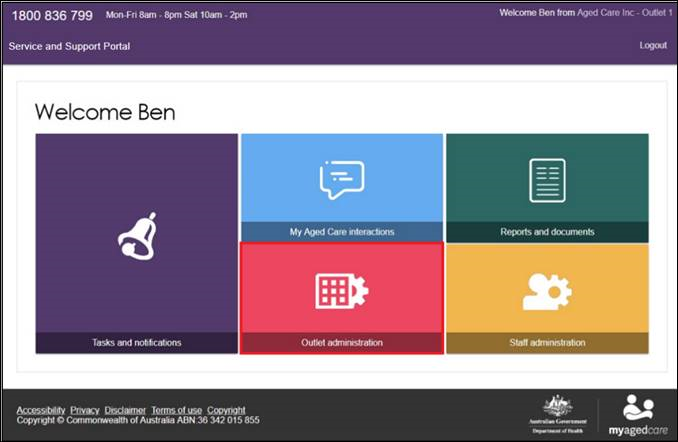 1800 836 799 Mon-Fri 8am - 8pm Sat 10am - 2pm
Welcome Ben from Aged Care Inc - Outlet 1
Service and Support Portal
Logout
Welcome Ben
My Aged Care interactions
Reports and documents
Tasks and notifications
Outlet administration
Staff administration
Accessibility Privacy Disclaimer Terms of use Copyright
Copyright © Commonwealth of Australia ABN:36 342 015 855
Australian Government
Department of Health
myagedcare